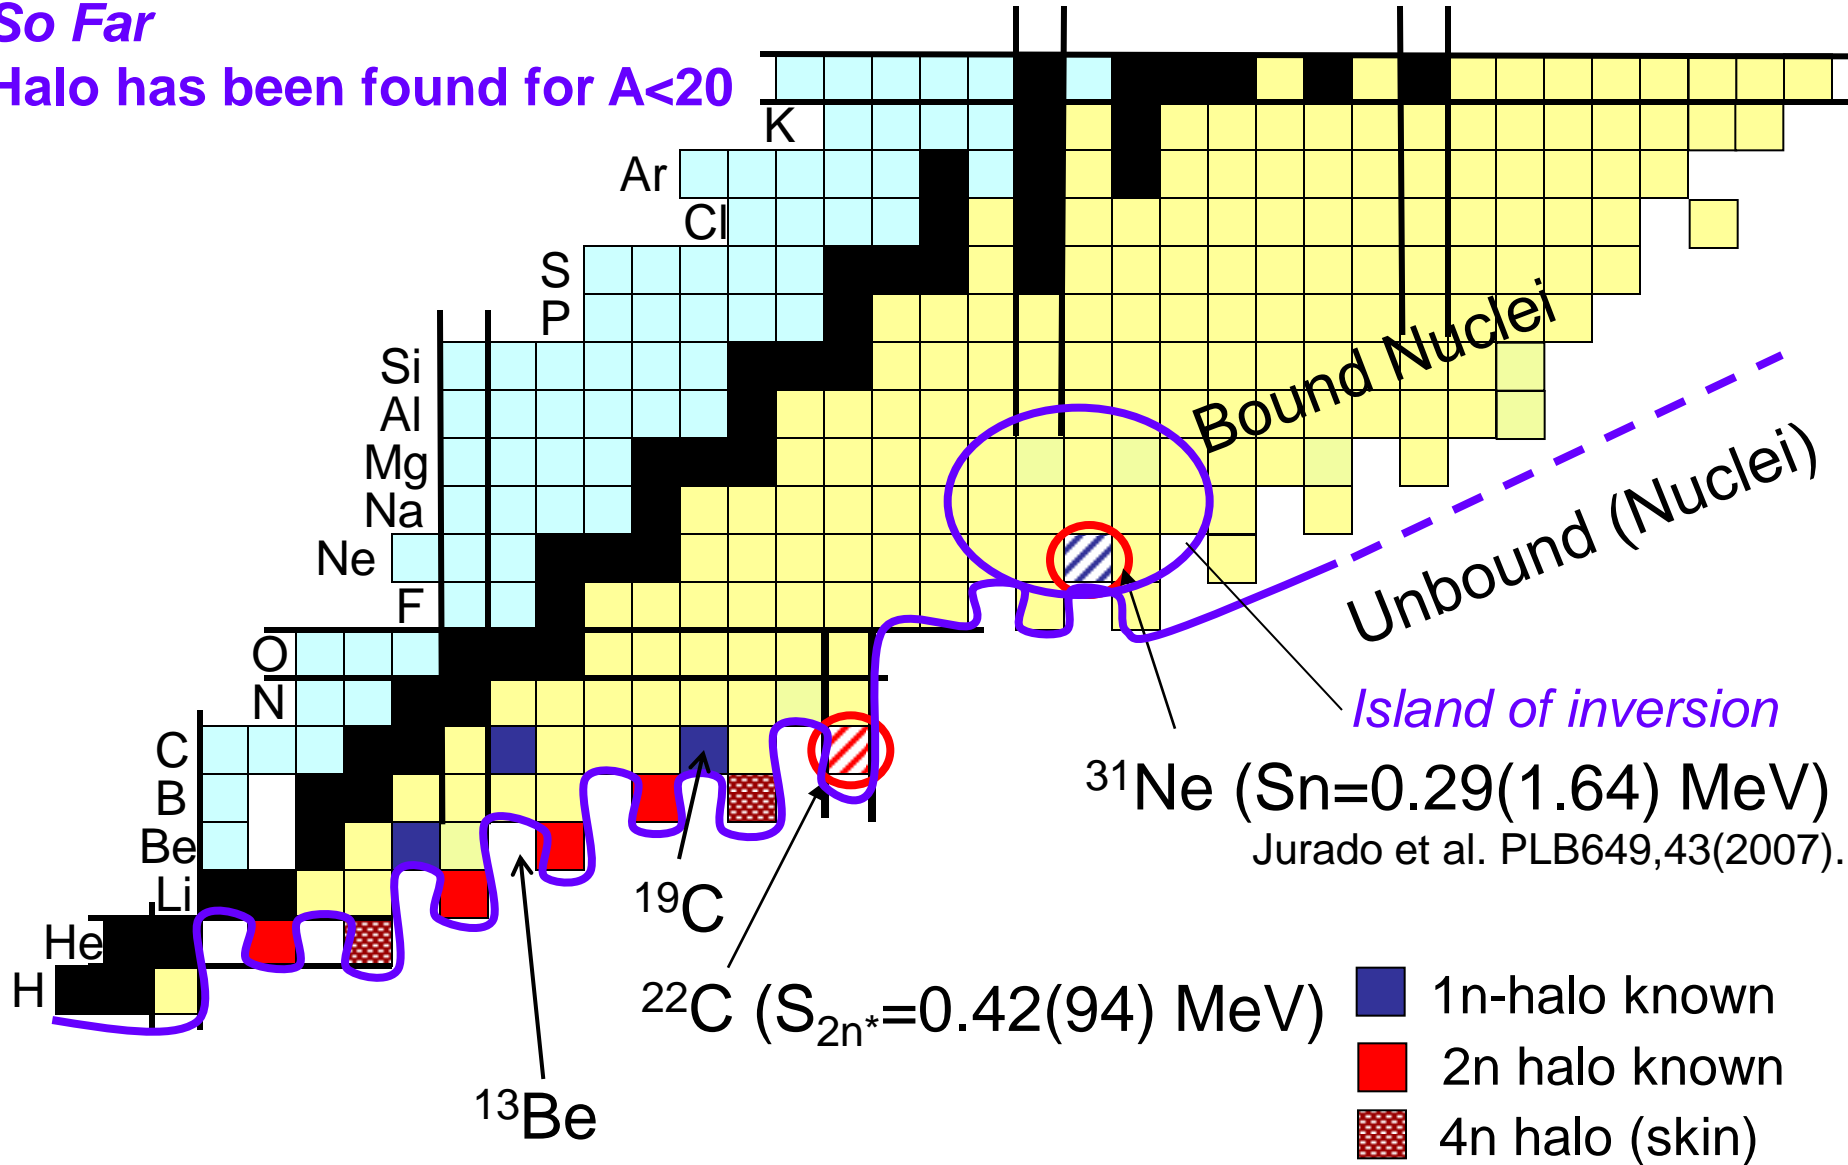 So Far
Halo has been found for A<20
K
Ar
Cl
S
P
Si
Al
Mg
Na
Ne
F
O
N
C
B
Be
Li
He
H
Bound Nuclei
Unbound (Nuclei)
Island of inversion
³¹Ne (Sn=0.29(1.64) MeV)
Jurado et al. PLB649,43(2007).
¹⁹C
²²C (S₂ₙ*=0.42(94) MeV)
¹³Be
1n-halo known
2n halo known
4n halo (skin)